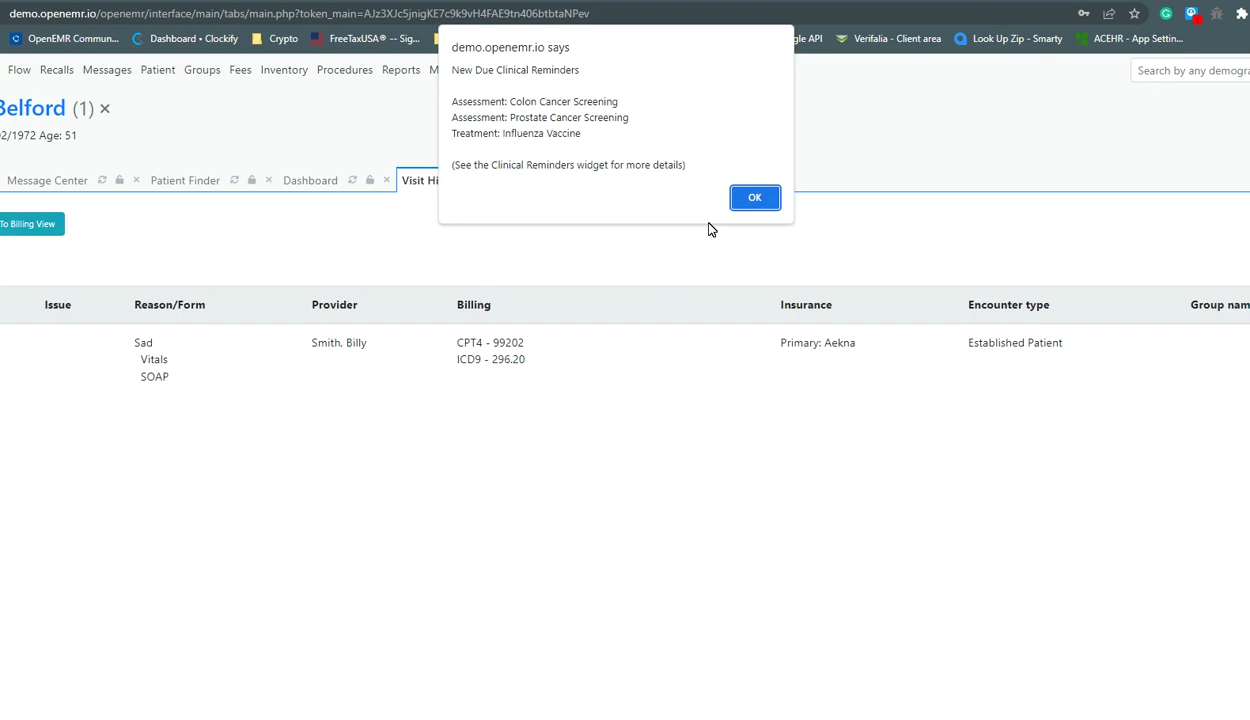 demo.openemr.io/openemr/interface/main/tabs/main.php?token_main=AJz3XJc5jnigKE7c9k9vH4FAE9tn406btbtaNPev
OpenEMR Commun... Dashboard • Clockify Crypto FreeTaxUSA® -- Sig... gle API Verifalia - Client area Look Up Zip - Smarty ACEHR - App Settin...
demo.openemr.io says
New Due Clinical Reminders
Assessment: Colon Cancer Screening
Assessment: Prostate Cancer Screening
Treatment: Influenza Vaccine
(See the Clinical Reminders widget for more details)
OK
Flow Recalls Messages Patient Groups Fees Inventory Procedures Reports M
Search by any demogra
Belford (1) ×
02/1972 Age: 51
Message Center Patient Finder Dashboard Visit Hi
To Billing View
Issue Reason/Form Provider Billing Insurance Encounter type Group nam
Sad Smith, Billy CPT4 - 99202 Primary: Aekna Established Patient
Vitals ICD9 - 296.20
SOAP